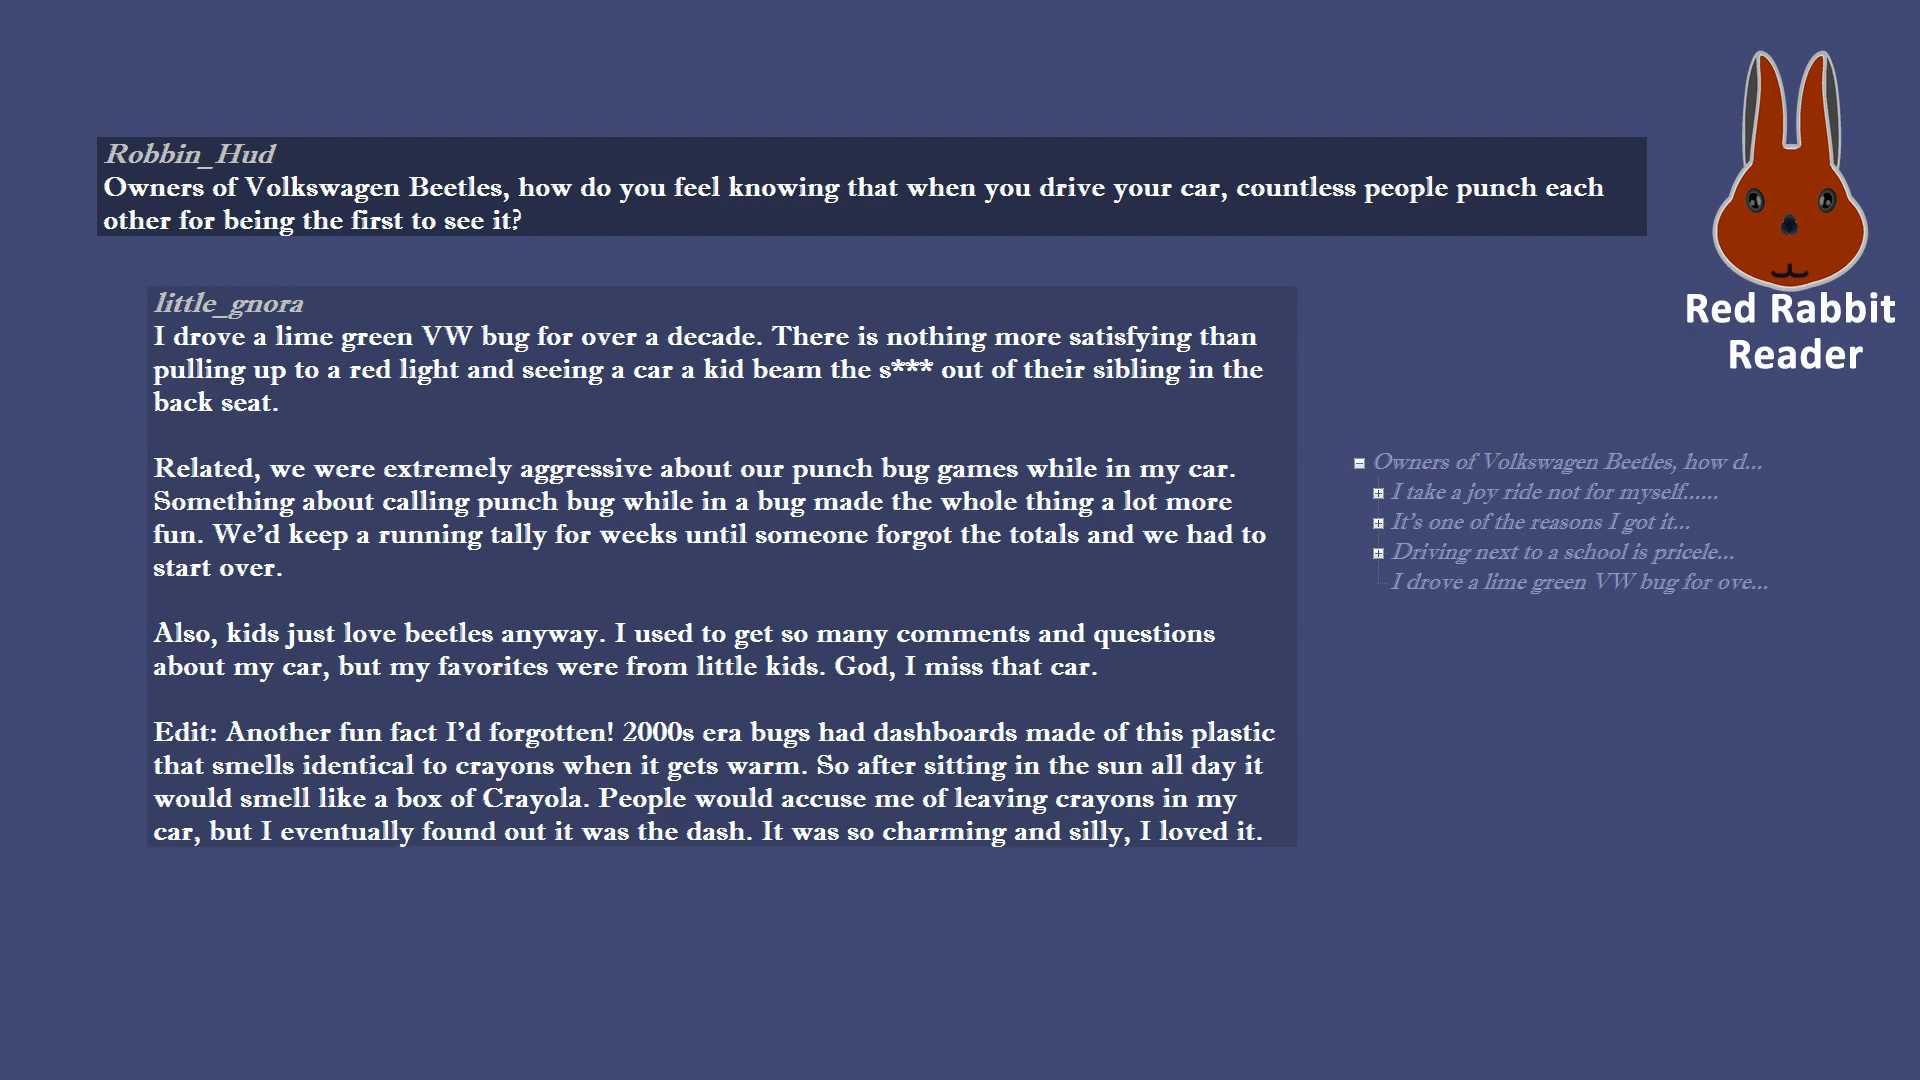 Robbin_Hud
Owners of Volkswagen Beetles, how do you feel knowing that when you drive your car, countless people punch each
other for being the first to see it?
little_gnora
I drove a lime green VW bug for over a decade. There is nothing more satisfying than
pulling up to a red light and seeing a car a kid beam the s*** out of their sibling in the
back seat.
Related, we were extremely aggressive about our punch bug games while in my car.
Something about calling punch bug while in a bug made the whole thing a lot more
fun. We'd keep a running tally for weeks until someone forgot the totals and we had to
start over.
Also, kids just love beetles anyway. I used to get so many comments and questions
about my car, but my favorites were from little kids. God, I miss that car.
Edit: Another fun fact I'd forgotten! 2000s era bugs had dashboards made of this plastic
that smells identical to crayons when it gets warm. So after sitting in the sun all day it
would smell like a box of Crayola. People would accuse me of leaving crayons in my
car, but I eventually found out it was the dash. It was so charming and silly, I loved it.
Red Rabbit
Reader
Owners of Volkswagen Beetles, how d...
I take a joy ride not for myself......
It's one of the reasons I got it...
Driving next to a school is pricele...
I drove a lime green VW bug for ove...